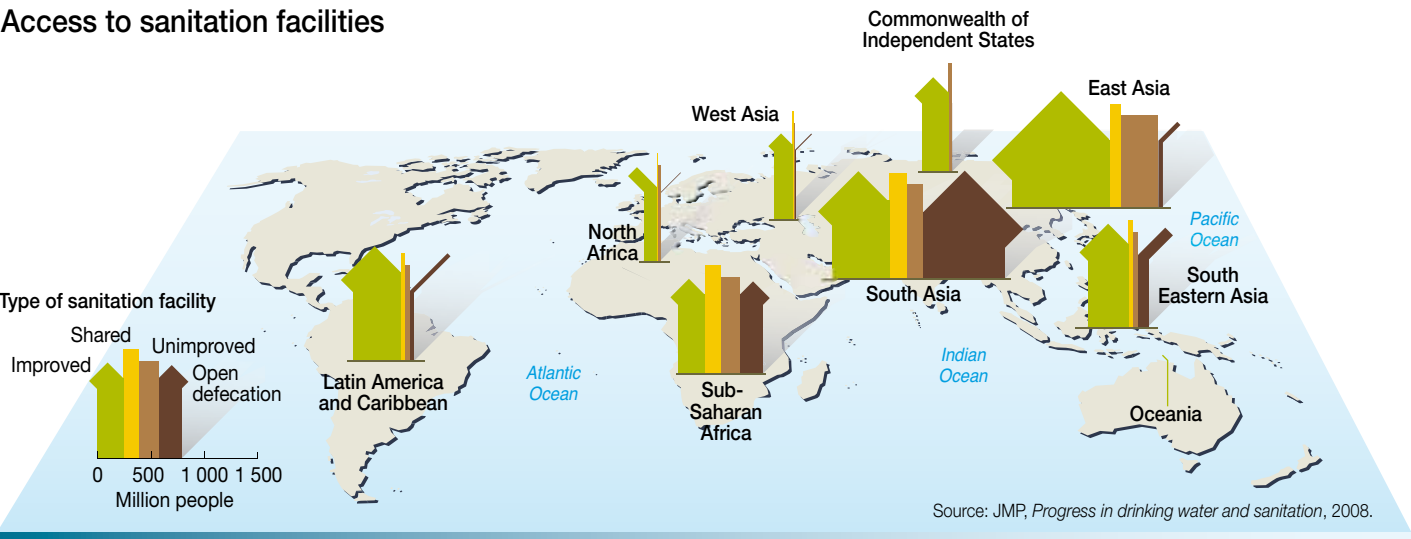 Access to sanitation facilities
Commonwealth of
Independent States
East Asia
West Asia
North
Africa
Pacific
Ocean
South
Eastern Asia
South Asia
Type of sanitation facility
Shared
Improved
Unimproved
Open
defecation
0 500 1 000 1 500
Million people
Latin America
and Caribbean
Atlantic
Ocean
Sub-
Saharan
Africa
Indian
Ocean
Oceania
Source: JMP, Progress in drinking water and sanitation, 2008.